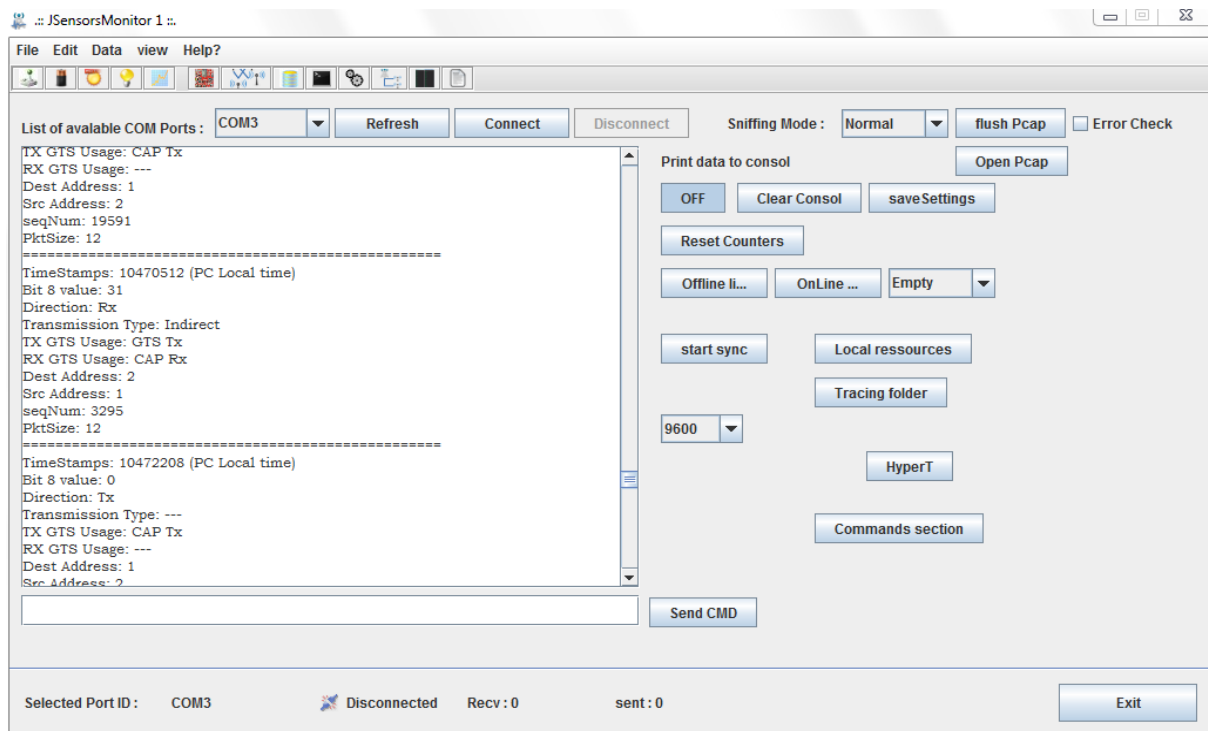 .:: JSensorsMonitor 1 ::.
File Edit Data view Help?
List of avalable COM Ports : COM3 Refresh Connect Disconnect Sniffing Mode : Normal flush Pcap Error Check
TX GTS Usage: CAP Tx
RX GTS Usage: ---
Dest Address: 1
Src Address: 2
seqNum: 19591
PktSize: 12
==================================================
TimeStamps: 10470512 (PC Local time)
Bit 8 value: 31
Direction: Rx
Transmission Type: Indirect
TX GTS Usage: GTS Tx
RX GTS Usage: CAP Rx
Dest Address: 2
Src Address: 1
seqNum: 3295
PktSize: 12
==================================================
TimeStamps: 10472208 (PC Local time)
Bit 8 value: 0
Direction: Tx
Transmission Type: ---
TX GTS Usage: CAP Tx
RX GTS Usage: ---
Dest Address: 1
Src Address: 2
Print data to consol Open Pcap
OFF Clear Consol saveSettings
Reset Counters
Offline li... OnLine ... Empty
start sync Local ressources
Tracing folder
9600
HyperT
Commands section
Send CMD
Selected Port ID : COM3 Disconnected Recv : 0 sent : 0 Exit